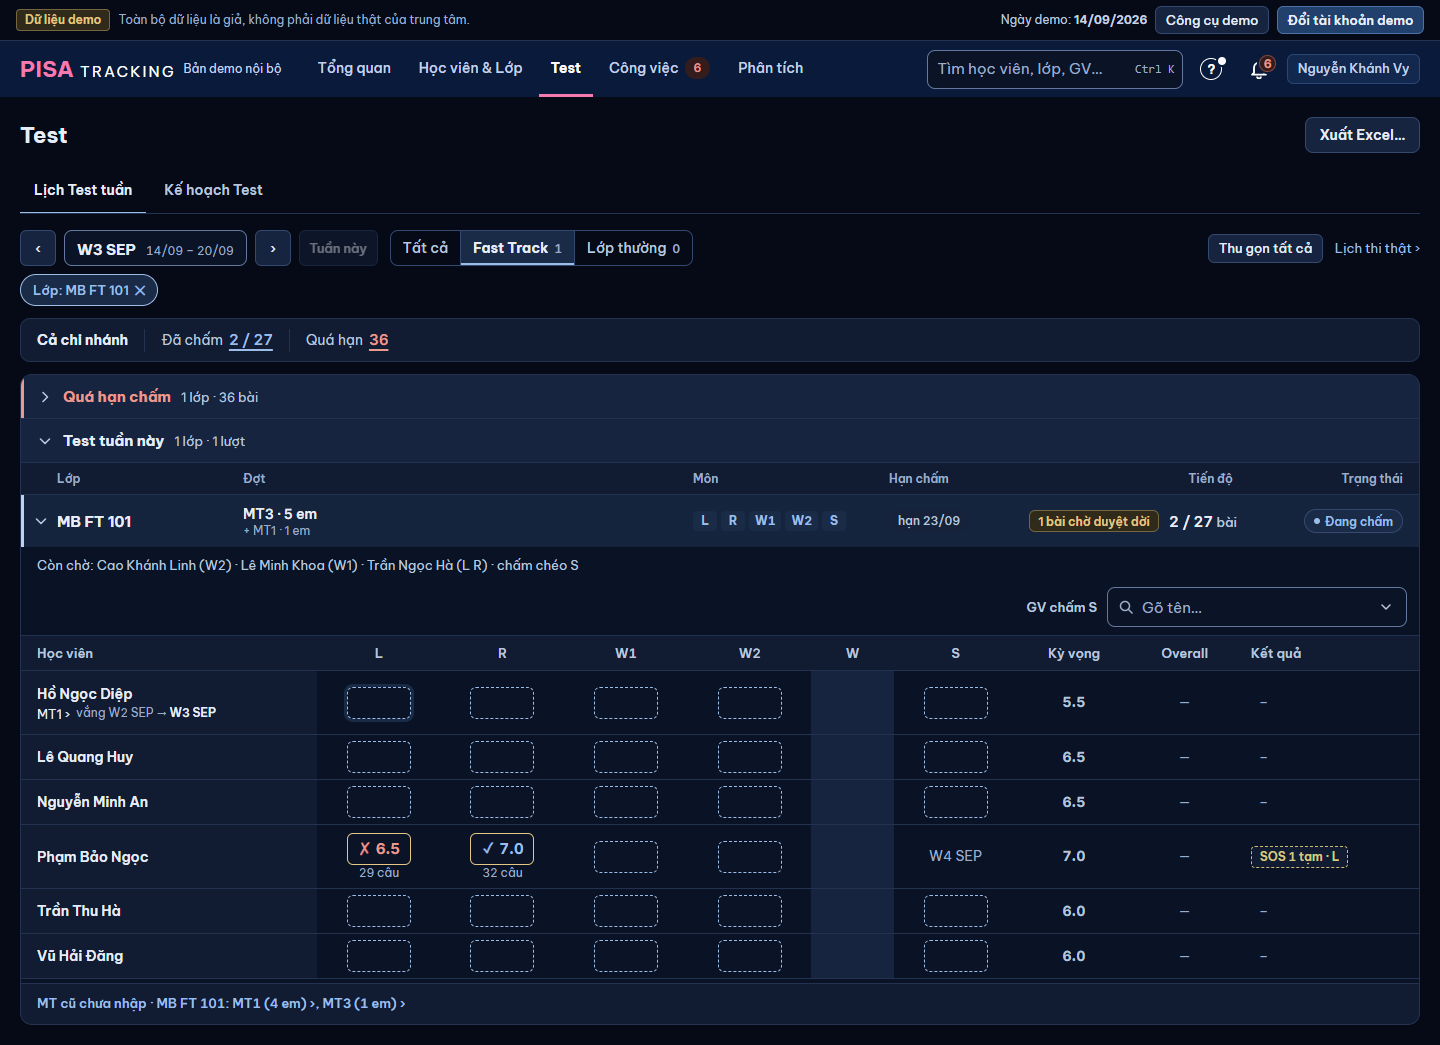 Dữ liệu demo Toàn bộ dữ liệu là giả, không phải dữ liệu thật của trung tâm. Ngày demo: 14/09/2026 Công cụ demo Đổi tài khoản demo
PISA TRACKING Bản demo nội bộ Tổng quan Học viên & Lớp Test Công việc 6 Phân tích Tìm học viên, lớp, GV... Ctrl K ? 6 Nguyễn Khánh Vy
Test Xuất Excel...
Lịch Test tuần Kế hoạch Test
‹ W3 SEP 14/09 – 20/09 › Tuần này Tất cả Fast Track 1 Lớp thường 0 Thu gọn tất cả Lịch thi thật ›
Lớp: MB FT 101 ✕
Cả chi nhánh Đã chấm 2 / 27 Quá hạn 36
Quá hạn chấm 1 lớp · 36 bài
Test tuần này 1 lớp · 1 lượt
Lớp Đợt Môn Hạn chấm Tiến độ Trạng thái
MB FT 101 MT3 · 5 em L R W1 W2 S hạn 23/09 1 bài chờ duyệt dời 2 / 27 bài Đang chấm
+ MT1 · 1 em
Còn chờ: Cao Khánh Linh (W2) · Lê Minh Khoa (W1) · Trần Ngọc Hà (L R) · chấm chéo S
GV chấm S Gõ tên...
Học viên L R W1 W2 W S Kỳ vọng Overall Kết quả
Hồ Ngọc Diệp 5.5 — –
MT1 › vắng W2 SEP → W3 SEP
Lê Quang Huy 6.5 — –
Nguyễn Minh An 6.5 — –
Phạm Bảo Ngọc ✗ 6.5 ✓ 7.0 W4 SEP 7.0 — SOS 1 tạm · L
29 câu 32 câu
Trần Thu Hà 6.0 — –
Vũ Hải Đăng 6.0 — –
MT cũ chưa nhập · MB FT 101: MT1 (4 em) ›, MT3 (1 em) ›